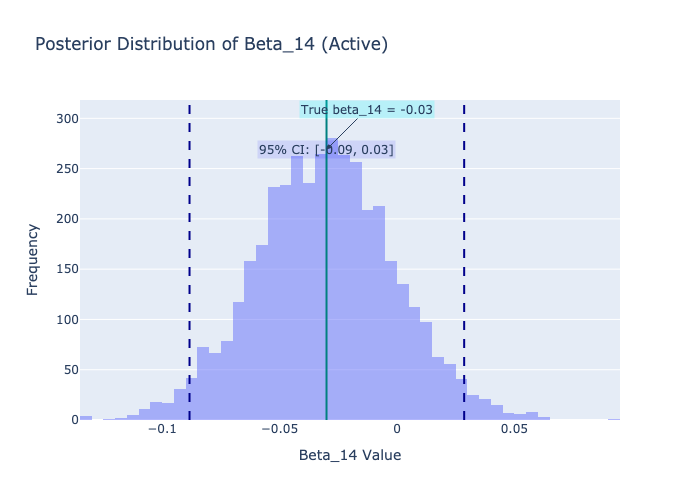 Posterior Distribution of Beta_14 (Active)
True beta_14 = -0.03
95% CI: [-0.09, 0.03]
300
250
200
150
100
50
0
Frequency
−0.1
−0.05
0
0.05
Beta_14 Value